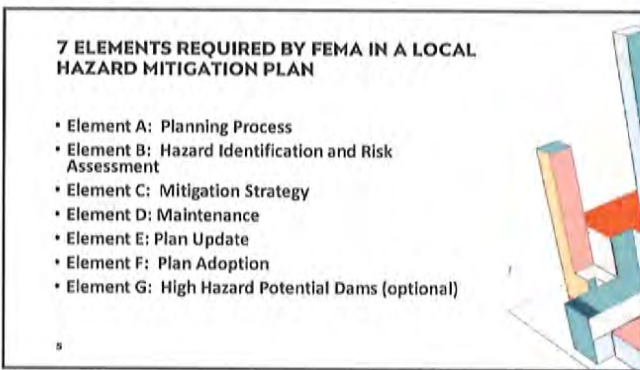 7 ELEMENTS REQUIRED BY FEMA IN A LOCAL
HAZARD MITIGATION PLAN
• Element A: Planning Process
• Element B: Hazard Identification and Risk
Assessment
• Element C: Mitigation Strategy
• Element D: Maintenance
• Element E: Plan Update
• Element F: Plan Adoption
• Element G: High Hazard Potential Dams (optional)
5